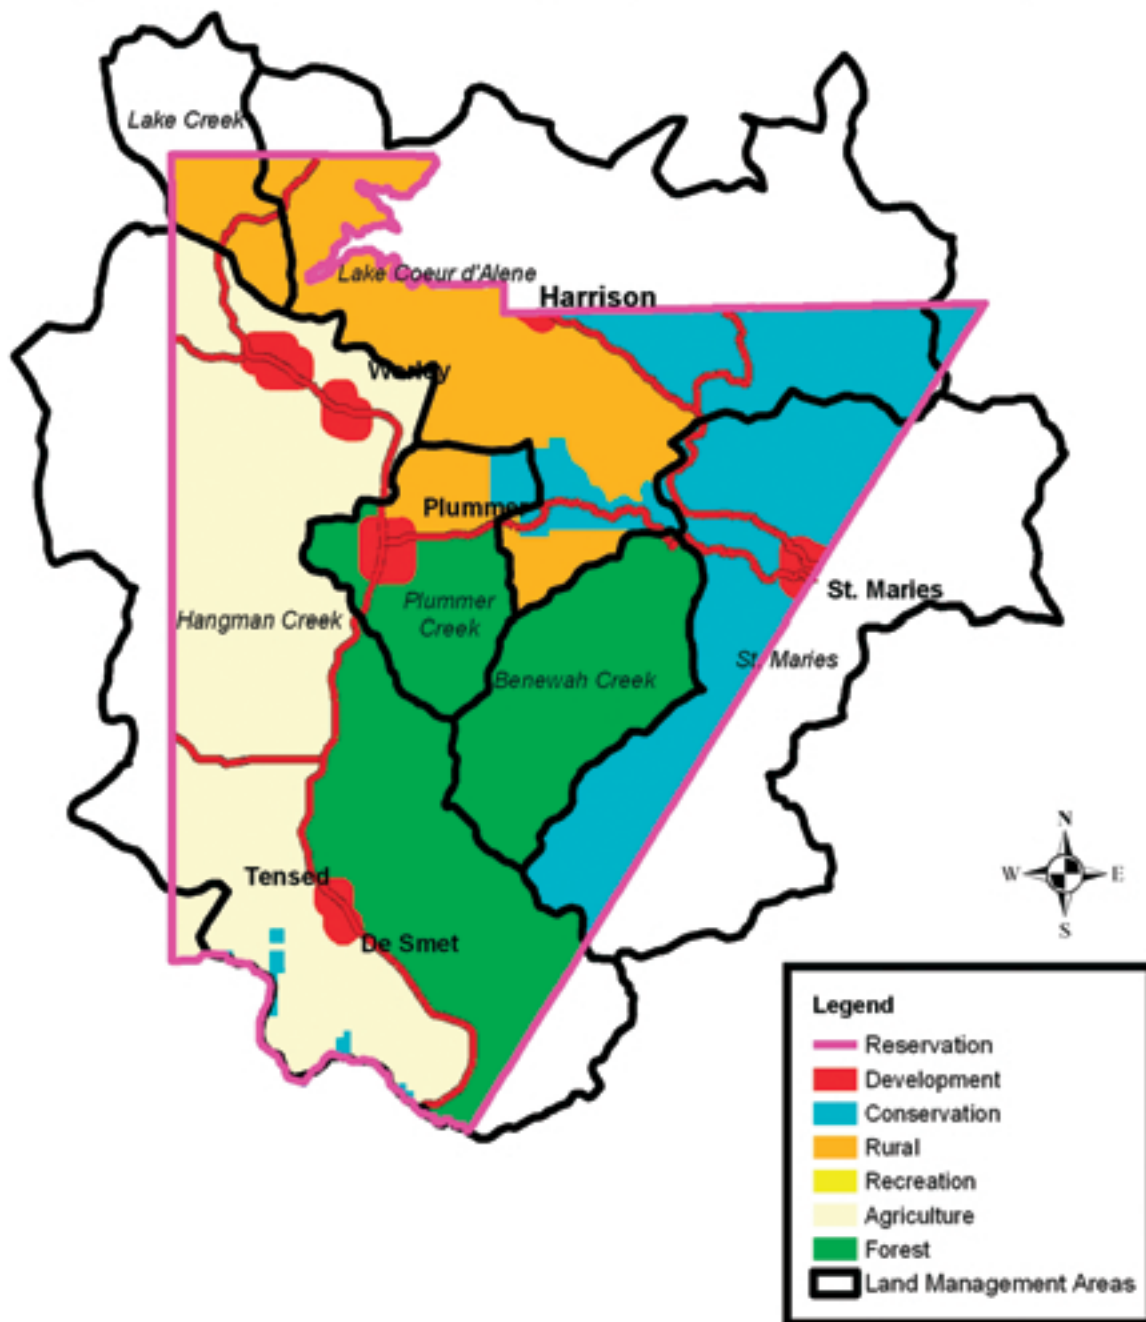 Lake Creek
Lake Coeur d'Alene
Harrison
Worley
Plummer
St. Maries
Hangman Creek
Plummer
Creek
St. Maries
Benewah Creek
Tensed
De Smet
N
W
E
S
Legend
Reservation
Development
Conservation
Rural
Recreation
Agriculture
Forest
Land Management Areas